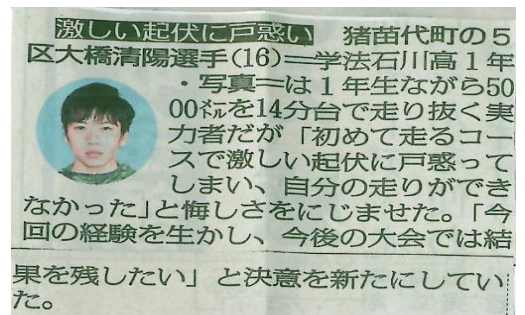 激しい起伏に戸惑い　猪苗代町の5
区大橋清陽選手(16)＝学法石川高1年
・写真＝は1年生ながら50
00メートルを14分台で走り抜く実
力者だが「初めて走るコー
スで激しい起伏に戸惑って
しまい、自分の走りができ
なかった」と悔しさをにじませた。「今
回の経験を生かし、今後の大会では結
果を残したい」と決意を新たにしてい
た。